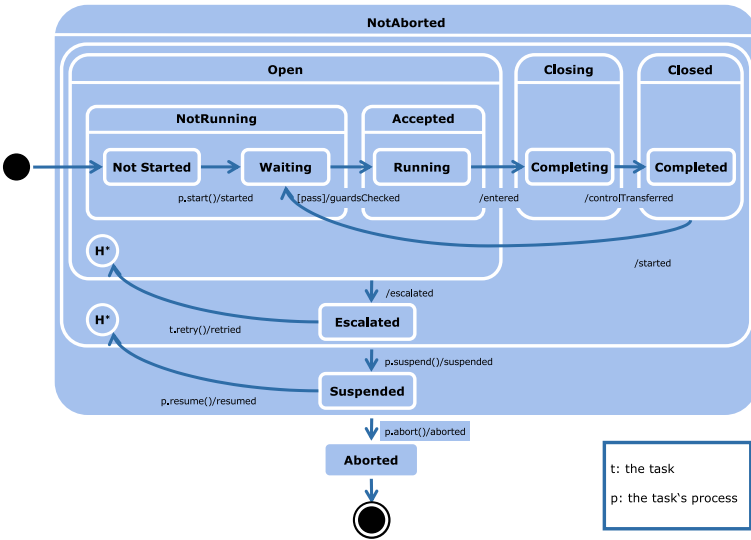 NotAborted
Open
Closing
Closed
NotRunning
Accepted
Not Started
Waiting
Running
Completing
Completed
p.start()/started
[pass]/guardsChecked
/entered
/controlTransferred
/started
H*
/escalated
H*
Escalated
t.retry()/retried
p.suspend()/suspended
Suspended
p.resume()/resumed
p.abort()/aborted
Aborted
t: the task
p: the task's process